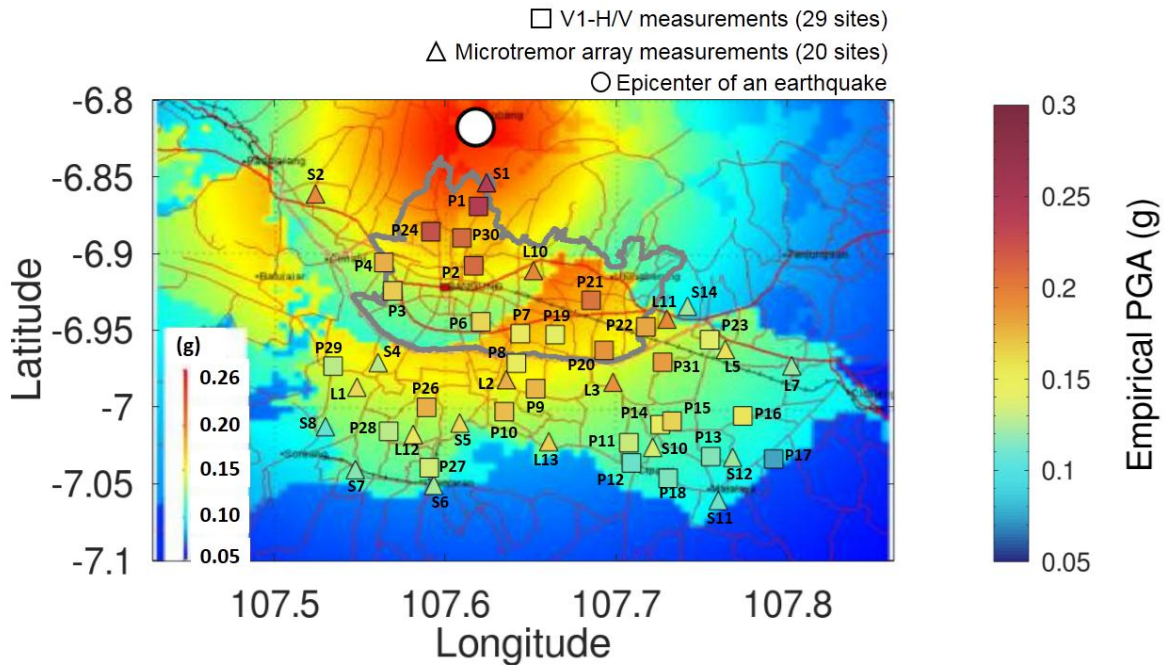 V1-H/V measurements (29 sites)
Microtremor array measurements (20 sites)
Epicenter of an earthquake
-6.8
-6.85
-6.9
-6.95
-7
-7.05
-7.1
Latitude
107.5 107.6 107.7 107.8
Longitude
S2
S1
P1
P24
P30
P4
P2
L10
P3
P21
L11
S14
P6
P7
P19
P22
P23
P29
S4
P8
P20
P31
L5
L7
L1
L2
L3
P26
P9
S8
P28
L12
S5
P10
L13
P14
P15
P16
P11
S10
P13
S12
P17
S7
P27
S6
P12
P18
S11
(g)
0.26
0.20
0.15
0.10
0.05
0.3
0.25
0.2
0.15
0.1
0.05
Empirical PGA (g)